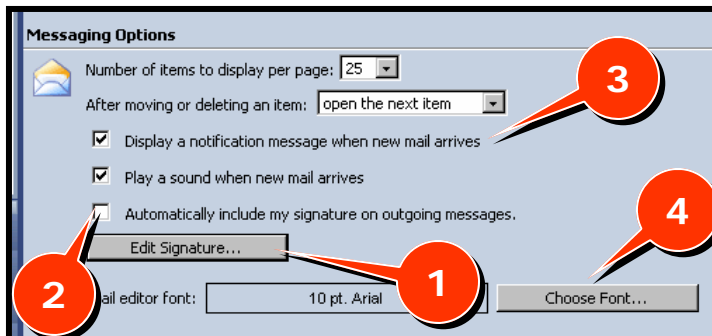 Messaging Options
Number of items to display per page: 25
After moving or deleting an item: open the next item
3
Display a notification message when new mail arrives
Play a sound when new mail arrives
Automatically include my signature on outgoing messages.
4
Edit Signature...
1
2
ail editor font: 10 pt. Arial Choose Font...